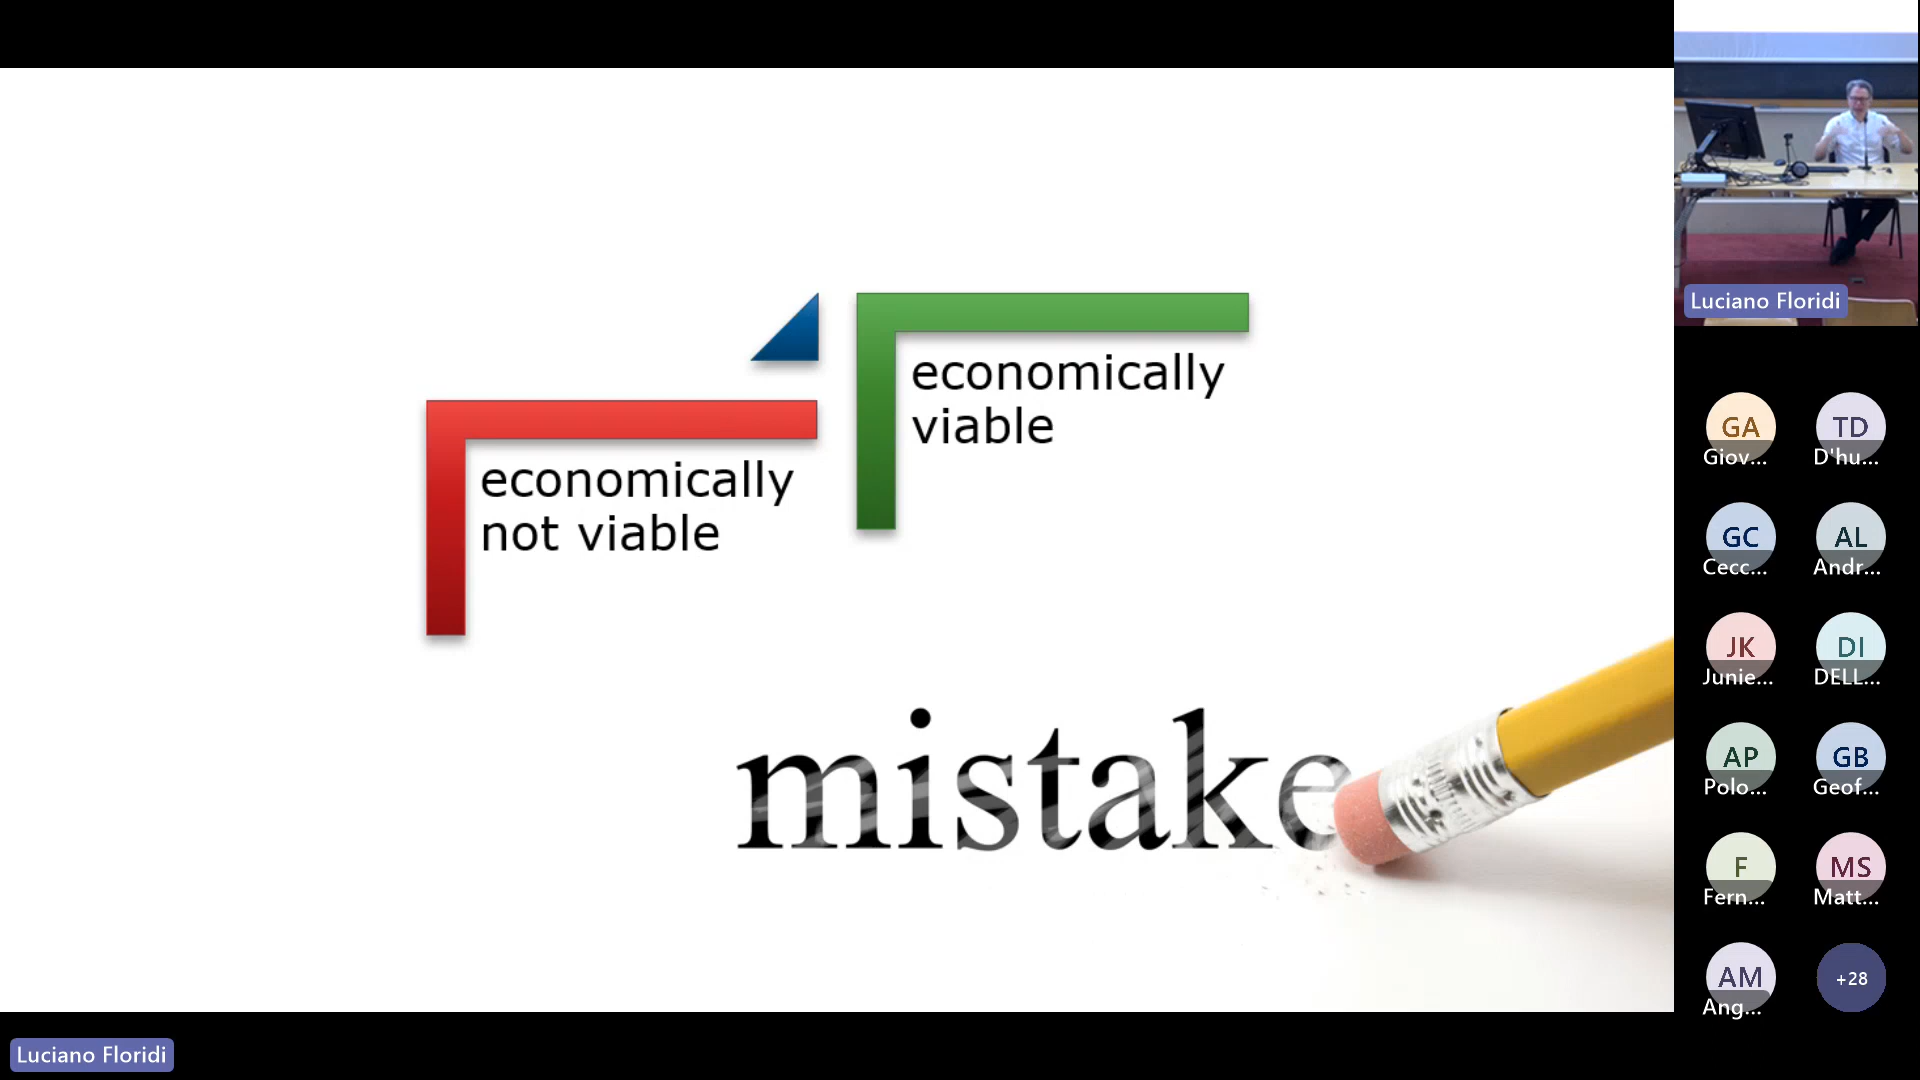 economically
viable
economically
not viable
mistake
Luciano Floridi
GA
Giov...
TD
D'hu...
GC
Cecc...
AL
Andr...
JK
Junie...
DI
DELL...
AP
Polo...
GB
Geof...
F
Fern...
MS
Matt...
AM
Ang...
+28
Luciano Floridi